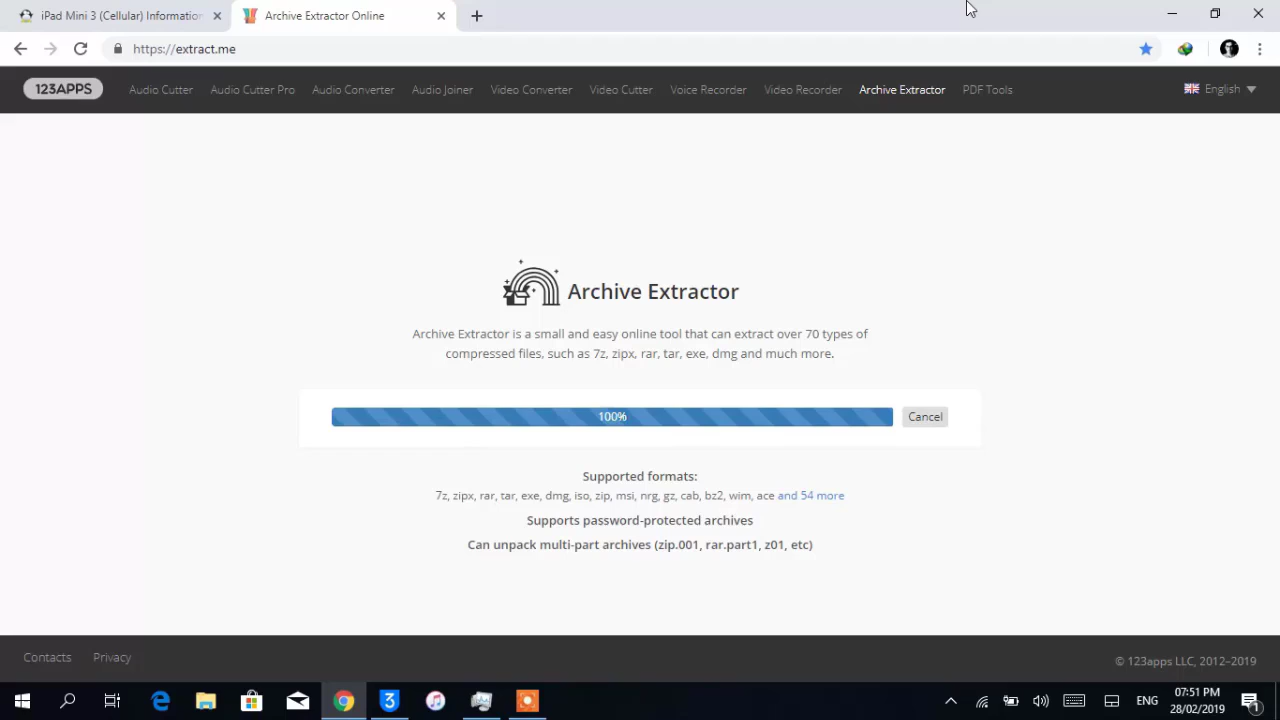 iPad Mini 3 (Cellular) Information
Archive Extractor Online
https://extract.me
123APPS
Audio Cutter
Audio Cutter Pro
Audio Converter
Audio Joiner
Video Converter
Video Cutter
Voice Recorder
Video Recorder
Archive Extractor
PDF Tools
English
Archive Extractor
Archive Extractor is a small and easy online tool that can extract over 70 types of
compressed files, such as 7z, zipx, rar, tar, exe, dmg and much more.
100%
Cancel
Supported formats:
7z, zipx, rar, tar, exe, dmg, iso, zip, msi, nrg, gz, cab, bz2, wim, ace and 54 more
Supports password-protected archives
Can unpack multi-part archives (zip.001, rar.part1, z01, etc)
Contacts
Privacy
© 123apps LLC, 2012–2019
3
ENG
07:51 PM
28/02/2019
1